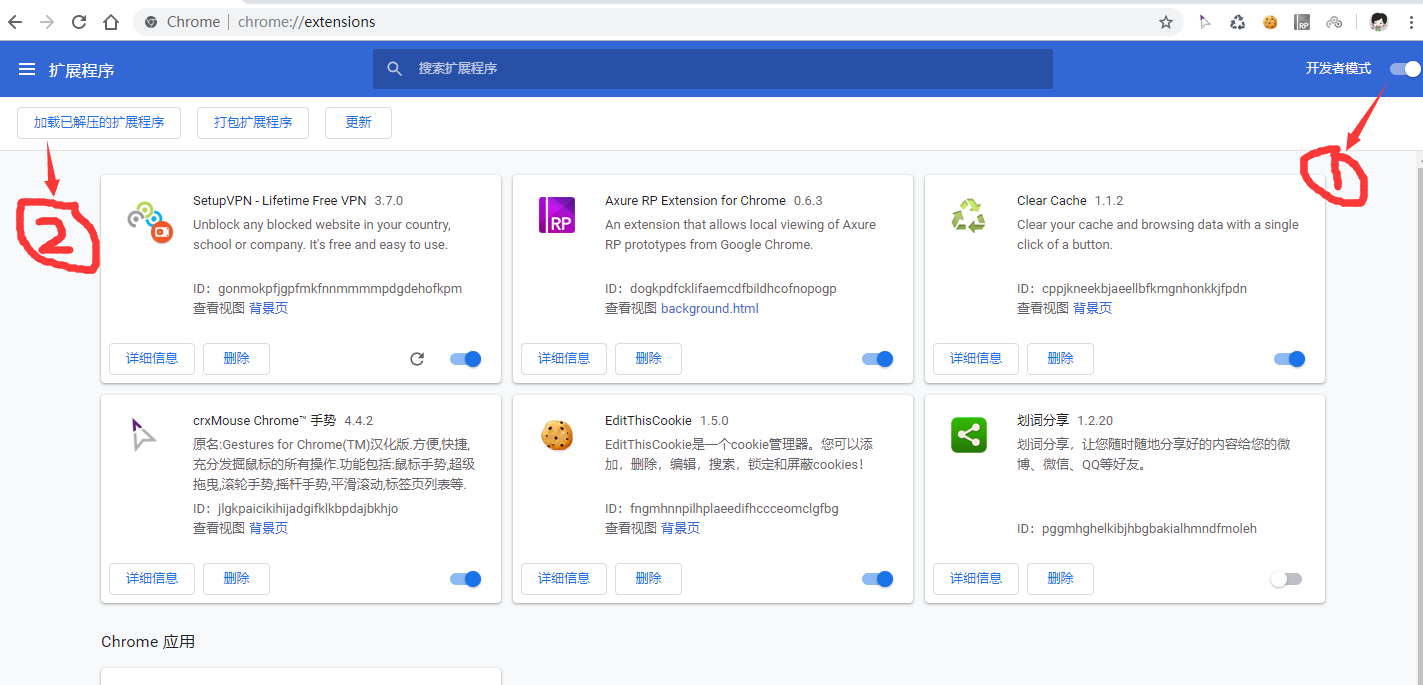 Chrome | chrome://extensions
扩展程序
搜索扩展程序
开发者模式
加载已解压的扩展程序
打包扩展程序
更新
1
2
SetupVPN - Lifetime Free VPN 3.7.0
Unblock any blocked website in your country,
school or company. It's free and easy to use.
ID：gonmokpfjgpfmkfnnmmmmpdgdehofkpm
查看视图 背景页
详细信息
删除
RP
Axure RP Extension for Chrome 0.6.3
An extension that allows local viewing of Axure
RP prototypes from Google Chrome.
ID：dogkpdfcklifaemcdfbildhcofnopogp
查看视图 background.html
详细信息
删除
Clear Cache 1.1.2
Clear your cache and browsing data with a single
click of a button.
ID：cppjkneekbjaeellbfkmgnhonkkjfpdn
查看视图 背景页
详细信息
删除
crxMouse Chrome™ 手势 4.4.2
原名:Gestures for Chrome(TM)汉化版.方便,快捷,
充分发掘鼠标的所有操作.功能包括:鼠标手势,超级
拖曳,滚轮手势,摇杆手势,平滑滚动,标签页列表等.
ID：jlgkpaicikihijadgifklkbpdajbkhjo
查看视图 背景页
详细信息
删除
EditThisCookie 1.5.0
EditThisCookie是一个cookie管理器。您可以添
加，删除，编辑，搜索，锁定和屏蔽cookies！
ID：fngmhnnpilhplaeedifhccceomclgfbg
查看视图 背景页
详细信息
删除
划词分享 1.2.20
划词分享，让您随时随地分享好的内容给您的微
博、微信、QQ等好友。
ID：pggmhghelkibjhbgbakialhmndfmoleh
详细信息
删除
Chrome 应用